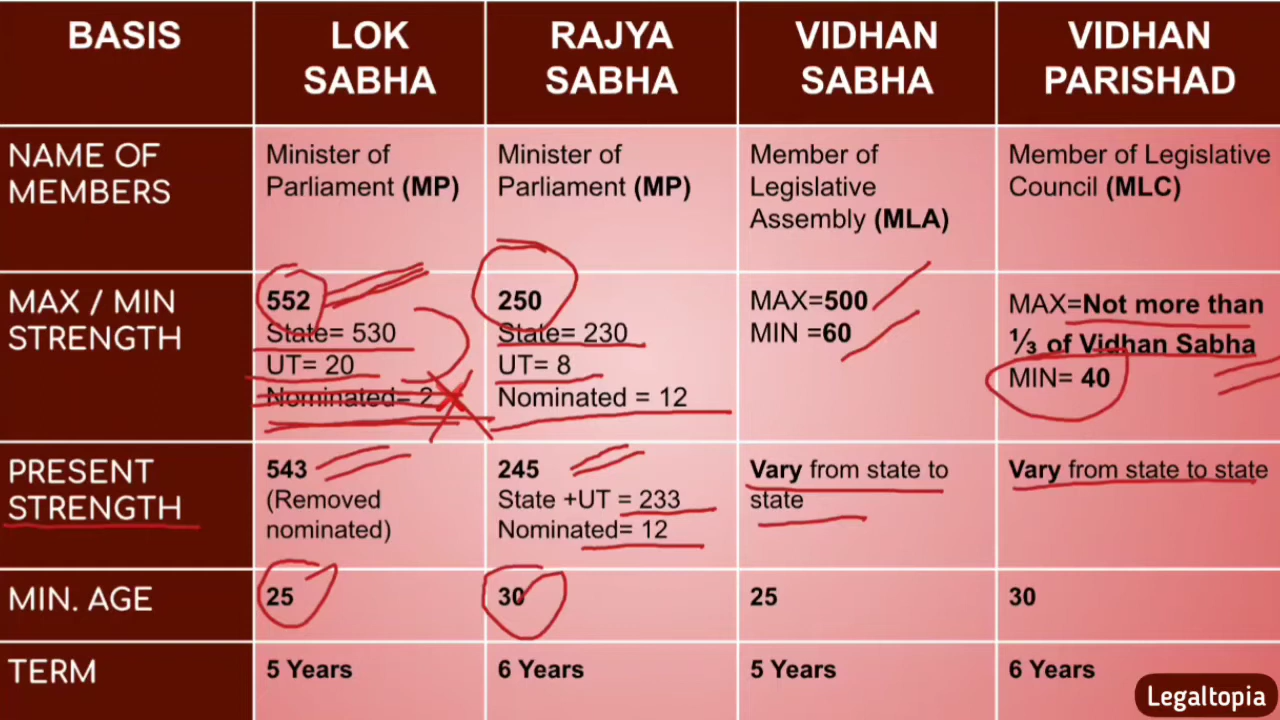 BASIS
LOK
SABHA
RAJYA
SABHA
VIDHAN
SABHA
VIDHAN
PARISHAD
NAME OF
MEMBERS
Minister of
Parliament (MP)
Minister of
Parliament (MP)
Member of
Legislative
Assembly (MLA)
Member of Legislative
Council (MLC)
MAX / MIN
STRENGTH
552
State= 530
UT= 20
Nominated= 2
250
State= 230
UT= 8
Nominated = 12
MAX=500
MIN =60
MAX=Not more than
⅓ of Vidhan Sabha
MIN= 40
PRESENT
STRENGTH
543
(Removed
nominated)
245
State +UT = 233
Nominated= 12
Vary from state to
state
Vary from state to state
MIN. AGE
25
30
25
30
TERM
5 Years
6 Years
5 Years
6 Years
Legaltopia